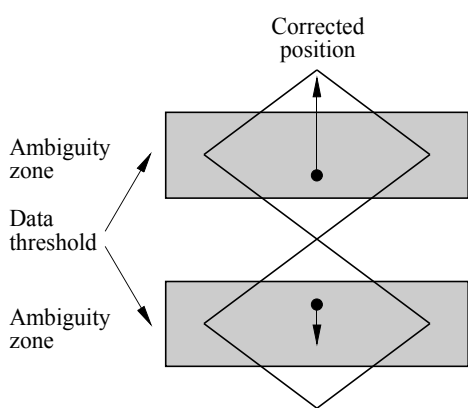 Corrected
position
Ambiguity
zone
Data
threshold
Ambiguity
zone